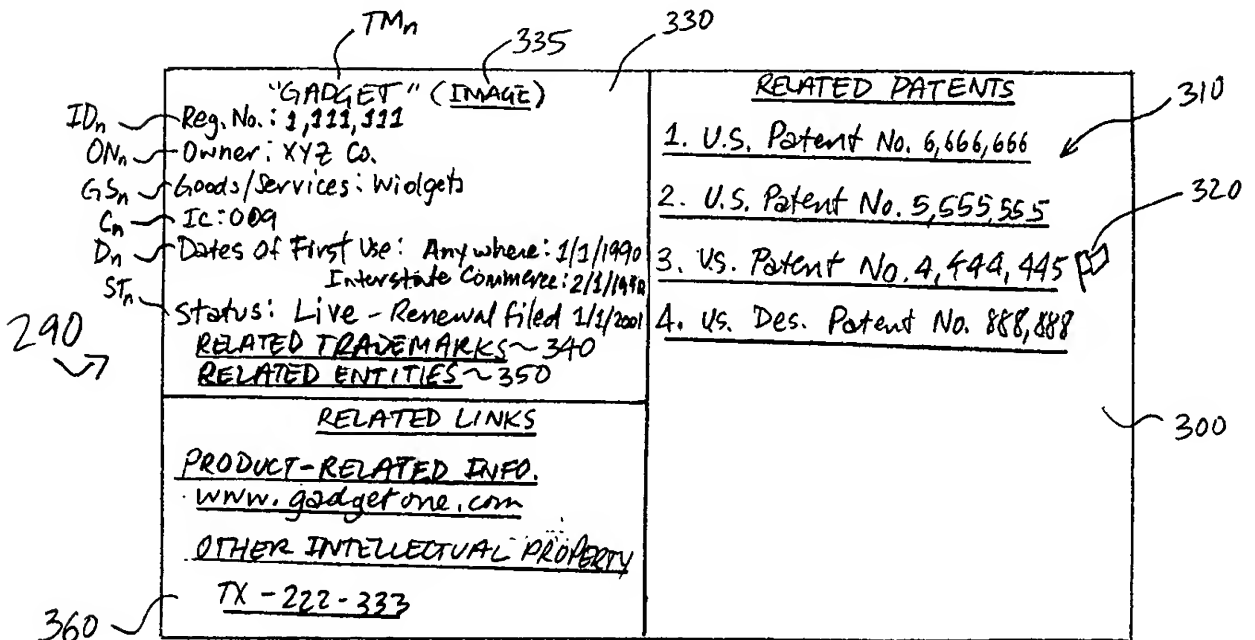 TMn
335
330
"GADGET" (IMAGE)
IDn
Reg. No.: 1,111,111
ONn
Owner: XYZ Co.
GSn
Goods/Services: Widgets
Cn
IC: 009
Dn
Dates of First Use: Anywhere: 1/1/1990
Interstate Commerce: 2/1/1990
STn
Status: Live - Renewal filed 1/1/2001
290
RELATED TRADEMARKS ~ 340
RELATED ENTITIES ~ 350
RELATED LINKS
PRODUCT-RELATED INFO.
www.gadgetone.com
OTHER INTELLECTUAL PROPERTY
TX-222-333
360
RELATED PATENTS
310
1. U.S. Patent No. 6,666,666
2. U.S. Patent No. 5,555,555
320
3. U.S. Patent No. 4,444,445
4. U.S. Des. Patent No. 888,888
300